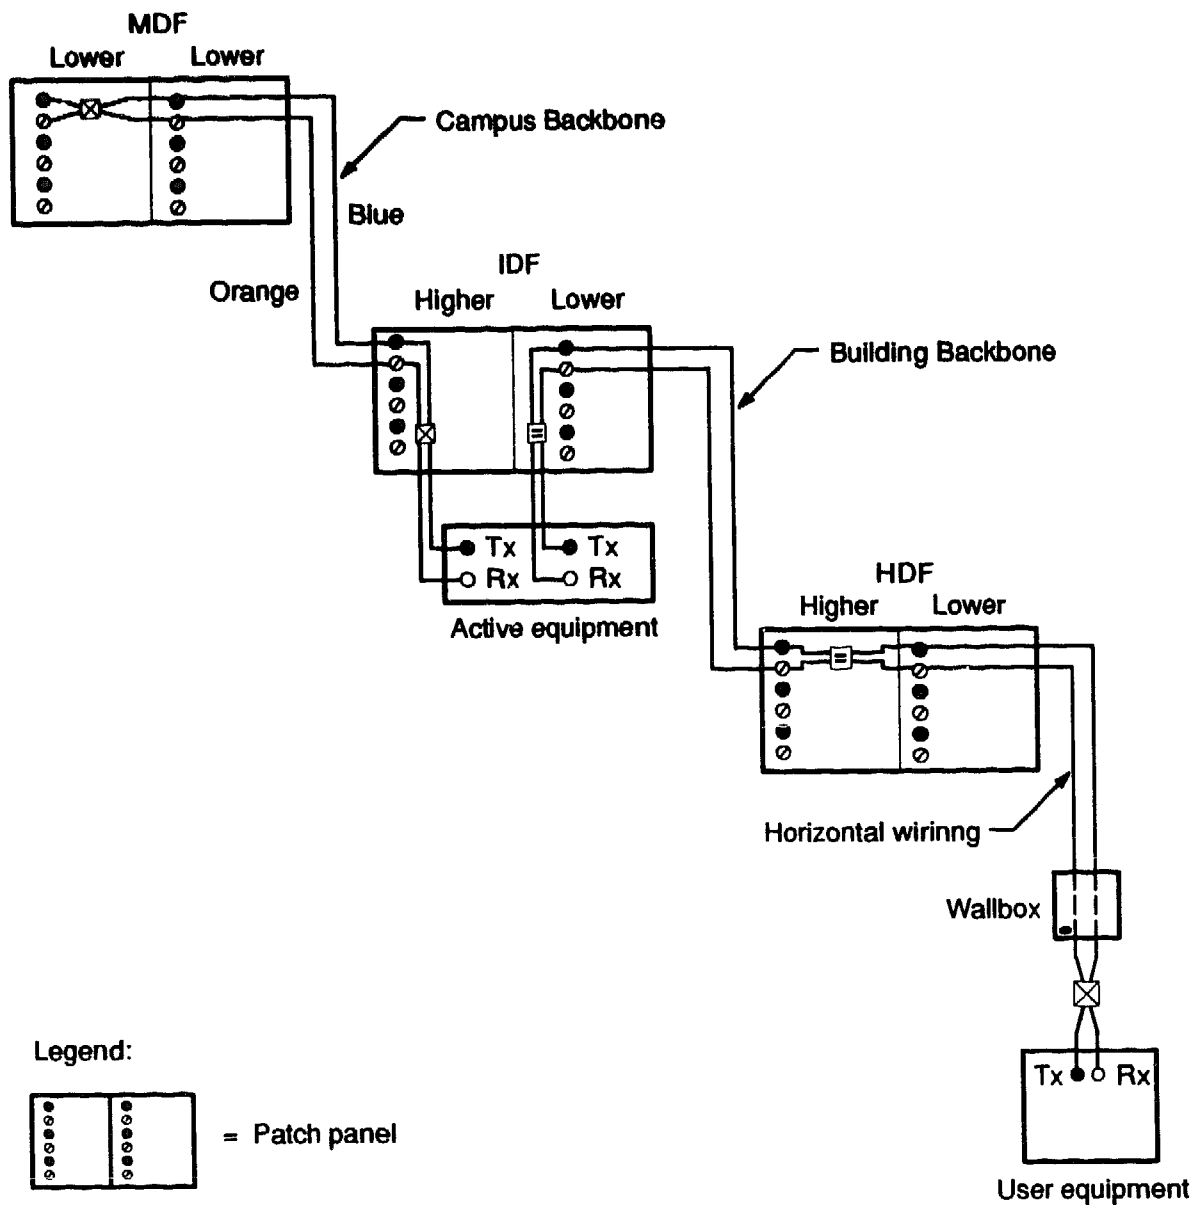 MDF
Lower Lower
Campus Backbone
Blue
Orange
IDF
Higher Lower
Building Backbone
Tx Tx
Rx Rx
Active equipment
HDF
Higher Lower
Horizontal wirinng
Wallbox
Tx Rx
User equipment
Legend:
= Patch panel